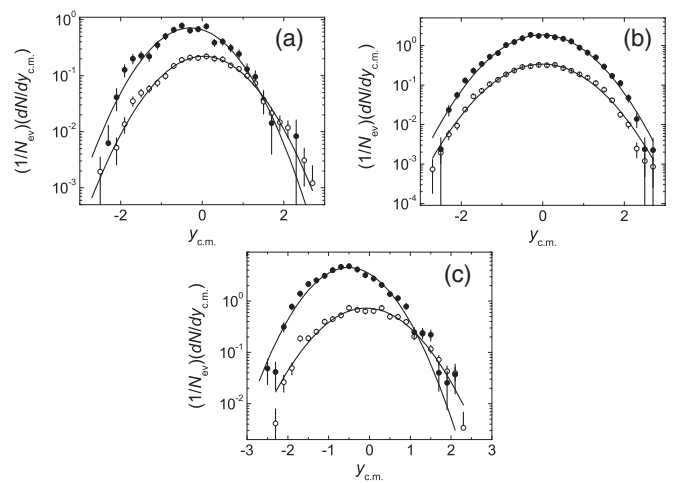 (a)
(1/N_ev)(dN/dy_c.m.)
10^0
10^-1
10^-2
10^-3
-2 0 2
y_c.m.
(b)
(1/N_ev)(dN/dy_c.m.)
10^1
10^0
10^-1
10^-2
10^-3
10^-4
-2 0 2
y_c.m.
(c)
(1/N_ev)(dN/dy_c.m.)
10^0
10^-1
10^-2
-3 -2 -1 0 1 2 3
y_c.m.